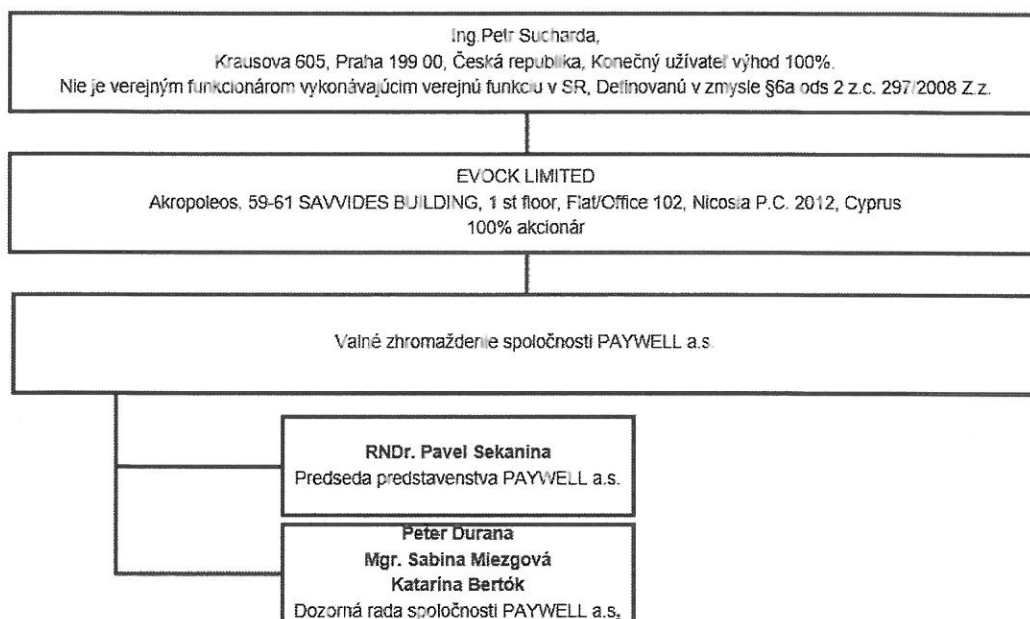 Ing.Petr Sucharda,
Krausova 605, Praha 199 00, Česká republika, Konečný užívateľ výhod 100%.
Nie je verejným funkcionárom vykonávajúcim verejnú funkciu v SR, Definovanú v zmysle §6a ods 2 z.c. 297/2008 Z.z.
EVOCK LIMITED
Akropoleos, 59-61 SAVVIDES BUILDING, 1 st floor, Flat/Office 102, Nicosia P.C. 2012, Cyprus
100% akcionár
Valné zhromaždenie spoločnosti PAYWELL a.s.
RNDr. Pavel Sekanina
Predseda predstavenstva PAYWELL a.s.
Peter Durana
Mgr. Sabina Miezgová
Katarína Bertók
Dozorná rada spoločnosti PAYWELL a.s.